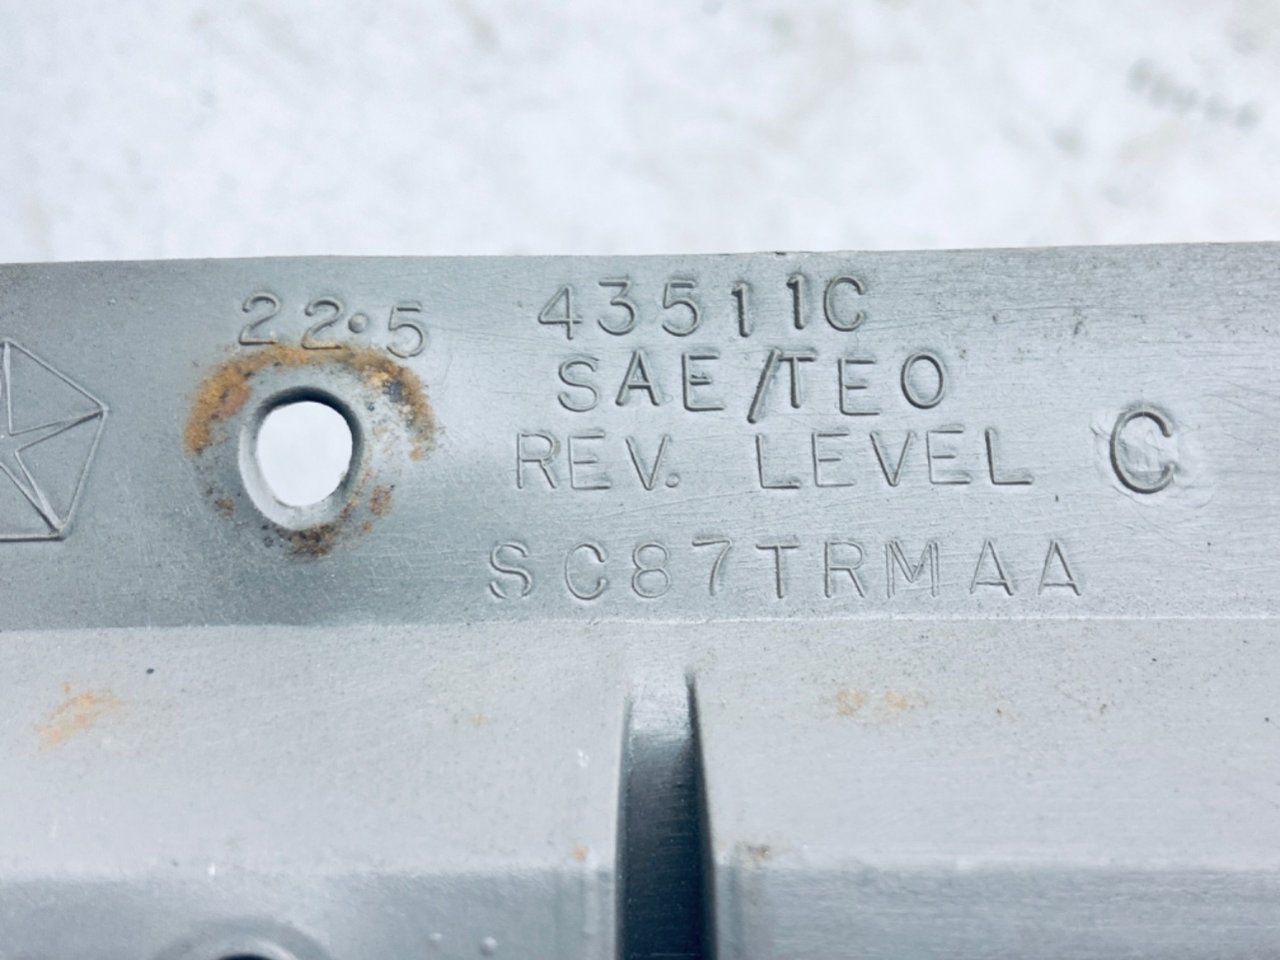 22.5
43511C
SAE/TEO
REV. LEVEL C
SC87TRMAA